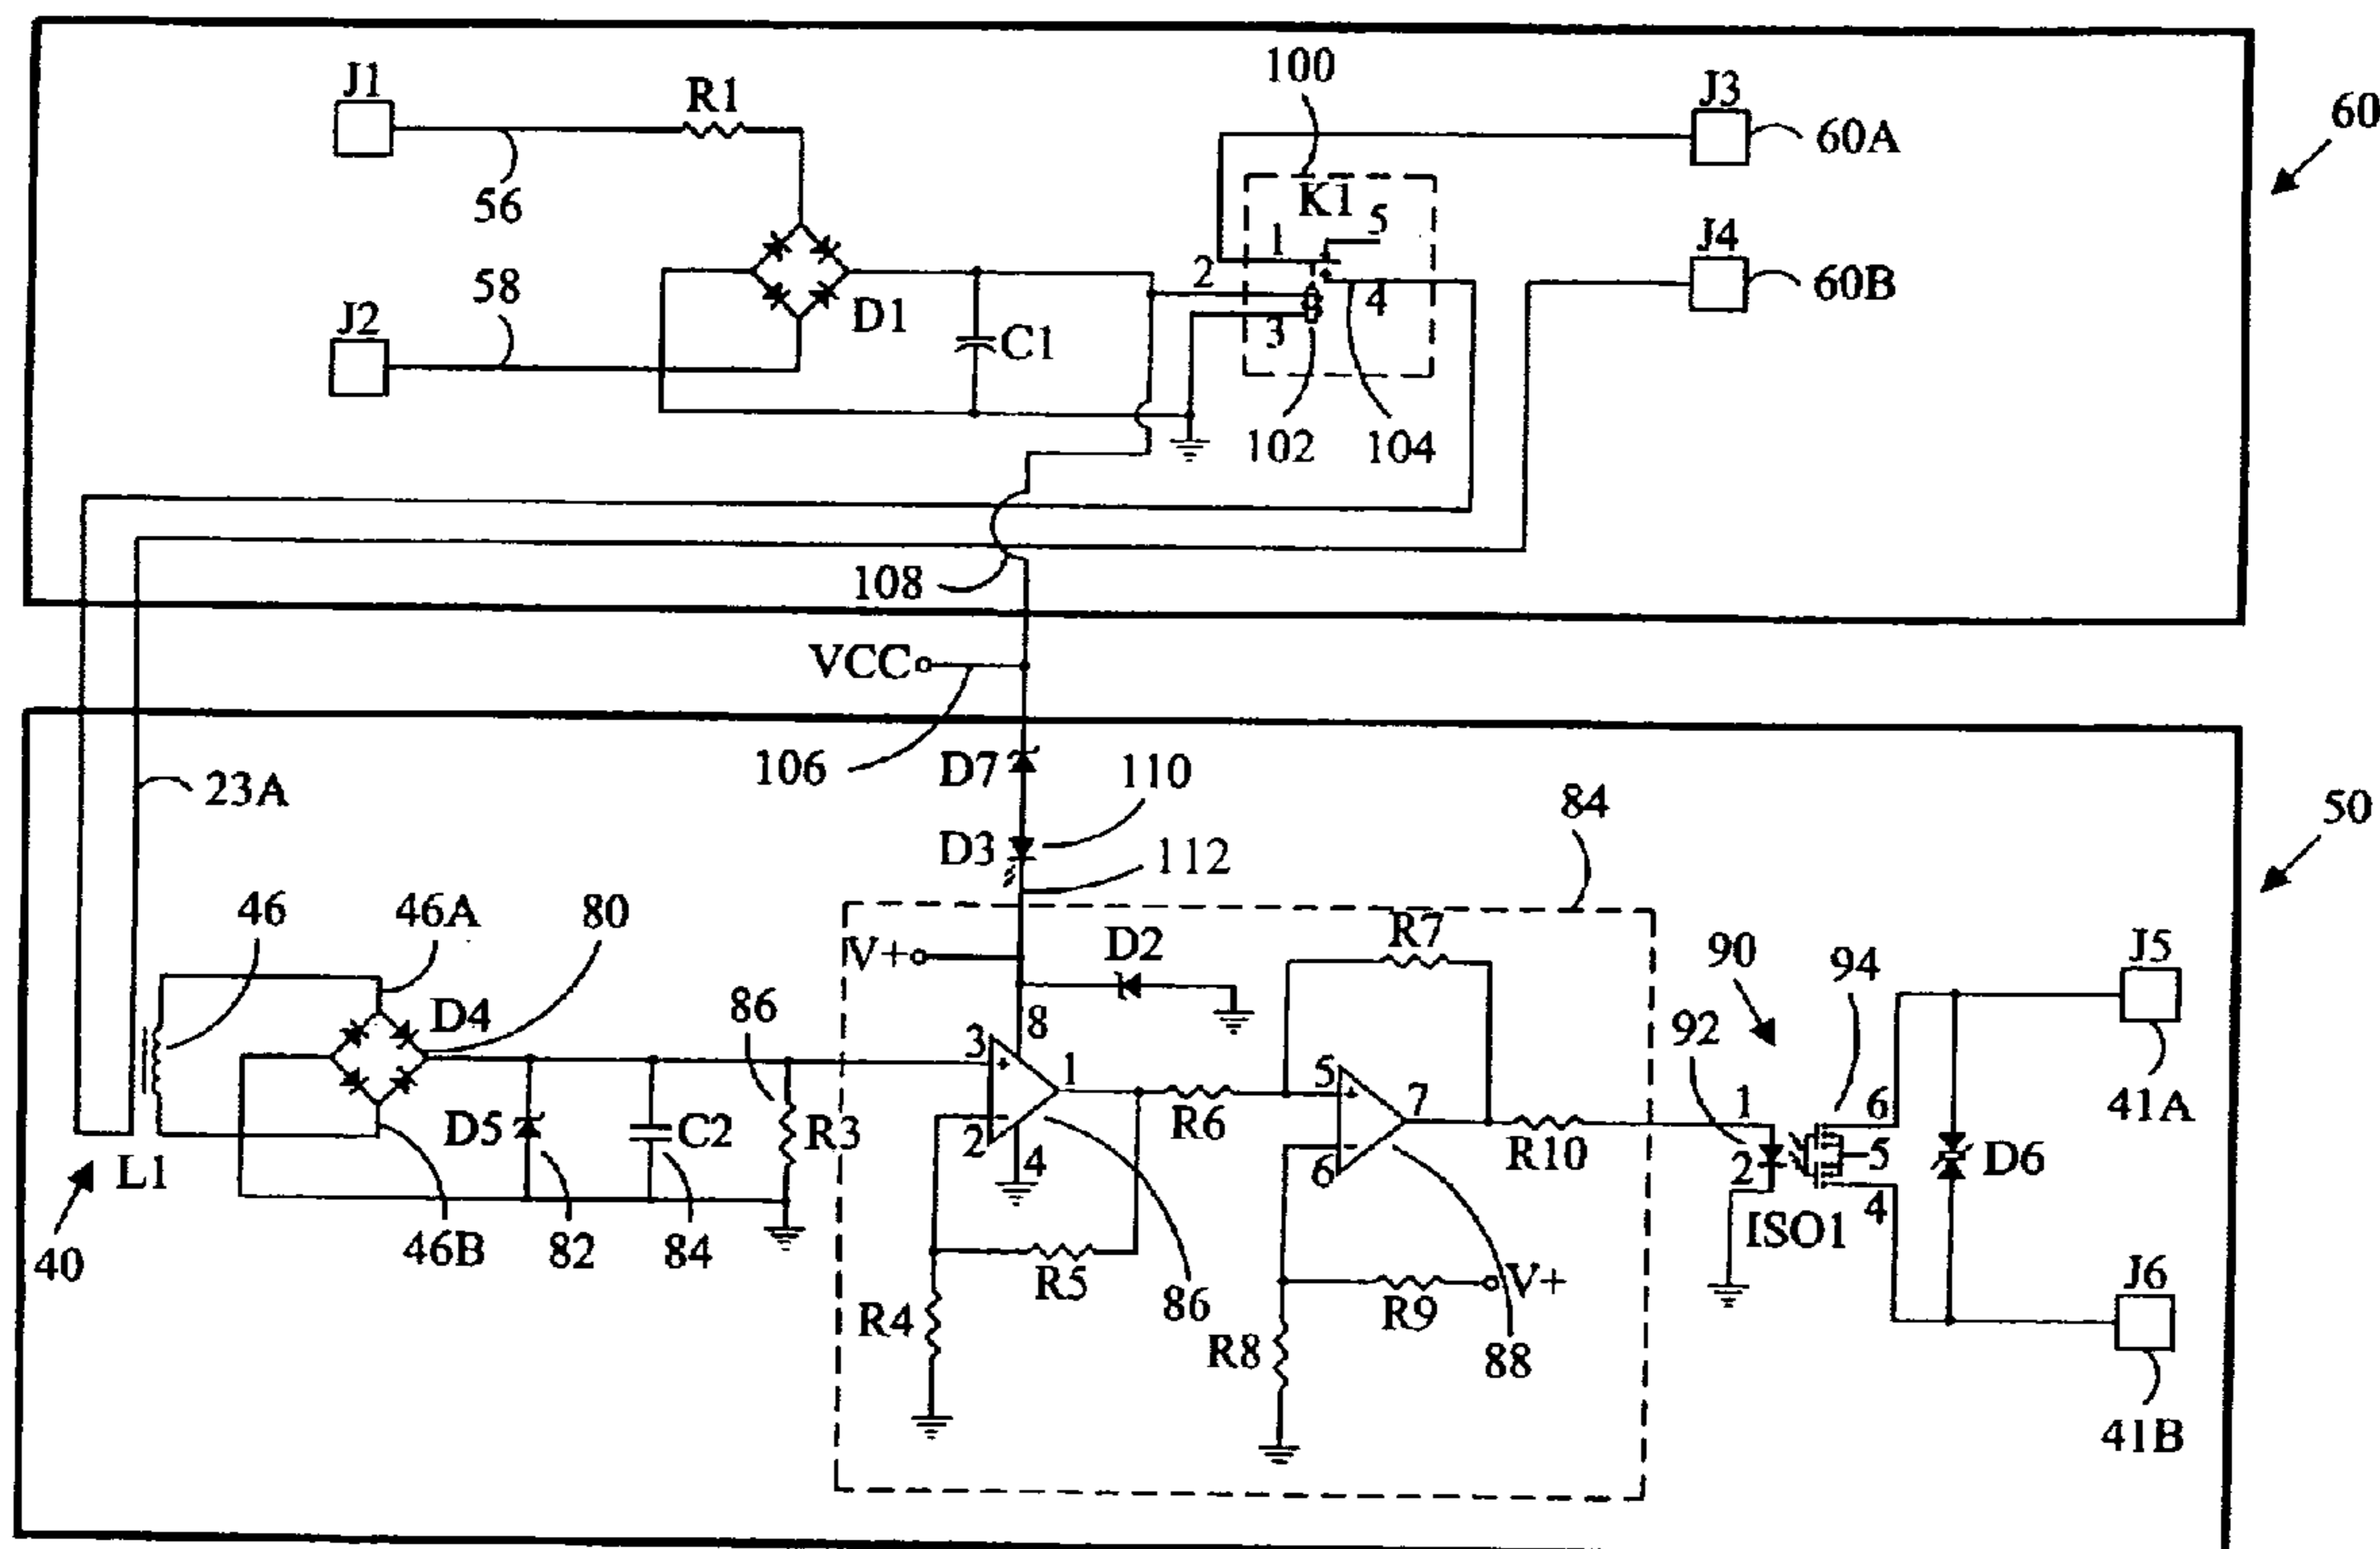 100
J1
R1
J3
60A
60
56
K1
5
1
J4
58
2
60B
J2
D1
4
C1
3
102
104
108
VCC
106
D7
110
23A
84
50
D3
112
46
46A
80
R7
V+
D2
90
94
J5
D4
86
8
92
3
1
5
7
1
6
41A
D5
C2
R3
2
R6
R10
5
D6
4
6
2
L1
4
ISO1
40
46B
82
84
R5
V+
J6
R4
86
R9
R8
88
41B